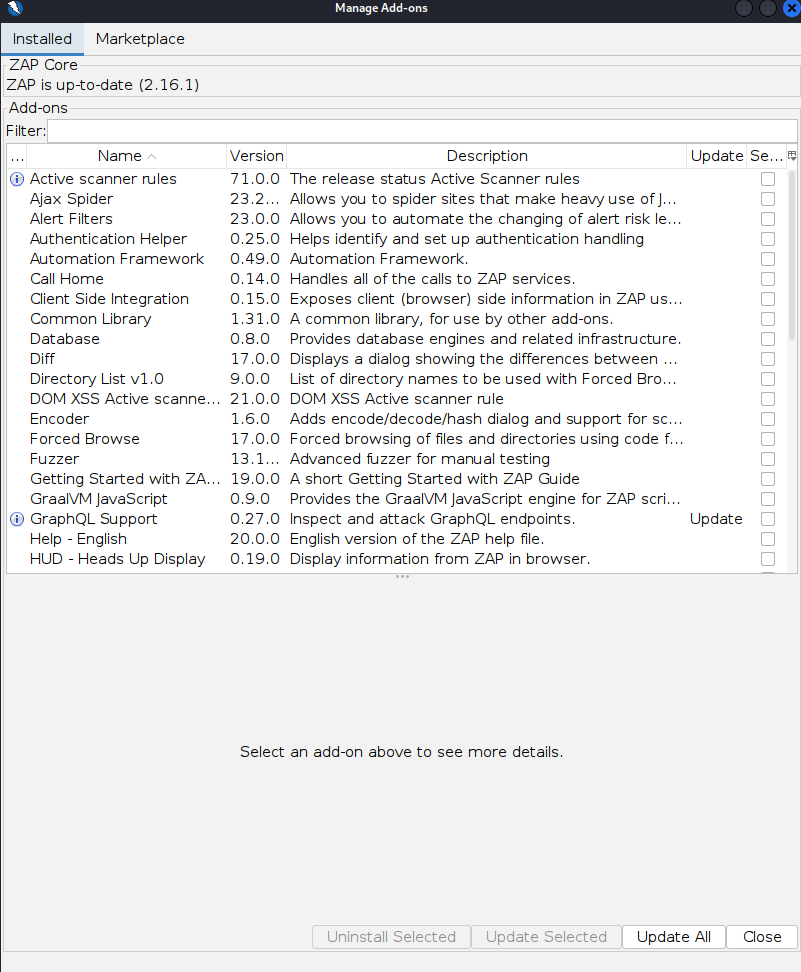 Manage Add-ons
Installed Marketplace
ZAP Core
ZAP is up-to-date (2.16.1)
Add-ons
Filter:
... Name Version Description Update Se...
Active scanner rules 71.0.0 The release status Active Scanner rules
Ajax Spider 23.2... Allows you to spider sites that make heavy use of J...
Alert Filters 23.0.0 Allows you to automate the changing of alert risk le...
Authentication Helper 0.25.0 Helps identify and set up authentication handling
Automation Framework 0.49.0 Automation Framework.
Call Home 0.14.0 Handles all of the calls to ZAP services.
Client Side Integration 0.15.0 Exposes client (browser) side information in ZAP us...
Common Library 1.31.0 A common library, for use by other add-ons.
Database 0.8.0 Provides database engines and related infrastructure.
Diff 17.0.0 Displays a dialog showing the differences between ...
Directory List v1.0 9.0.0 List of directory names to be used with Forced Bro...
DOM XSS Active scanne... 21.0.0 DOM XSS Active scanner rule
Encoder 1.6.0 Adds encode/decode/hash dialog and support for sc...
Forced Browse 17.0.0 Forced browsing of files and directories using code f...
Fuzzer 13.1... Advanced fuzzer for manual testing
Getting Started with ZA... 19.0.0 A short Getting Started with ZAP Guide
GraalVM JavaScript 0.9.0 Provides the GraalVM JavaScript engine for ZAP scri...
GraphQL Support 0.27.0 Inspect and attack GraphQL endpoints. Update
Help - English 20.0.0 English version of the ZAP help file.
HUD - Heads Up Display 0.19.0 Display information from ZAP in browser.
Select an add-on above to see more details.
Uninstall Selected Update Selected Update All Close